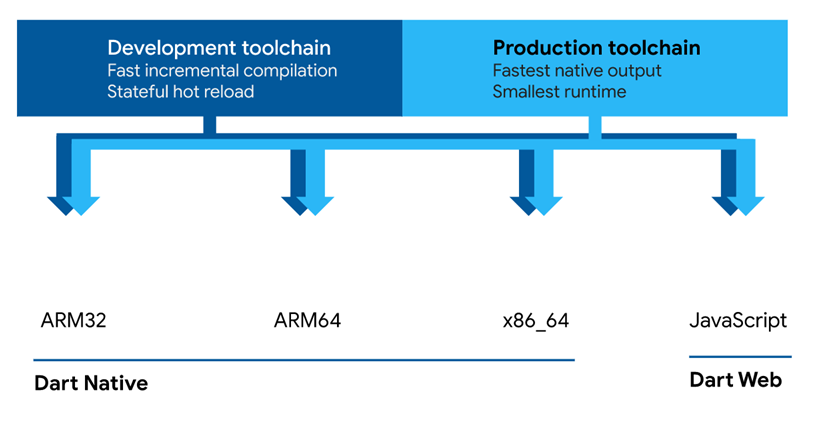 Development toolchain
Fast incremental compilation
Stateful hot reload
Production toolchain
Fastest native output
Smallest runtime
ARM32
ARM64
x86_64
JavaScript
Dart Native
Dart Web